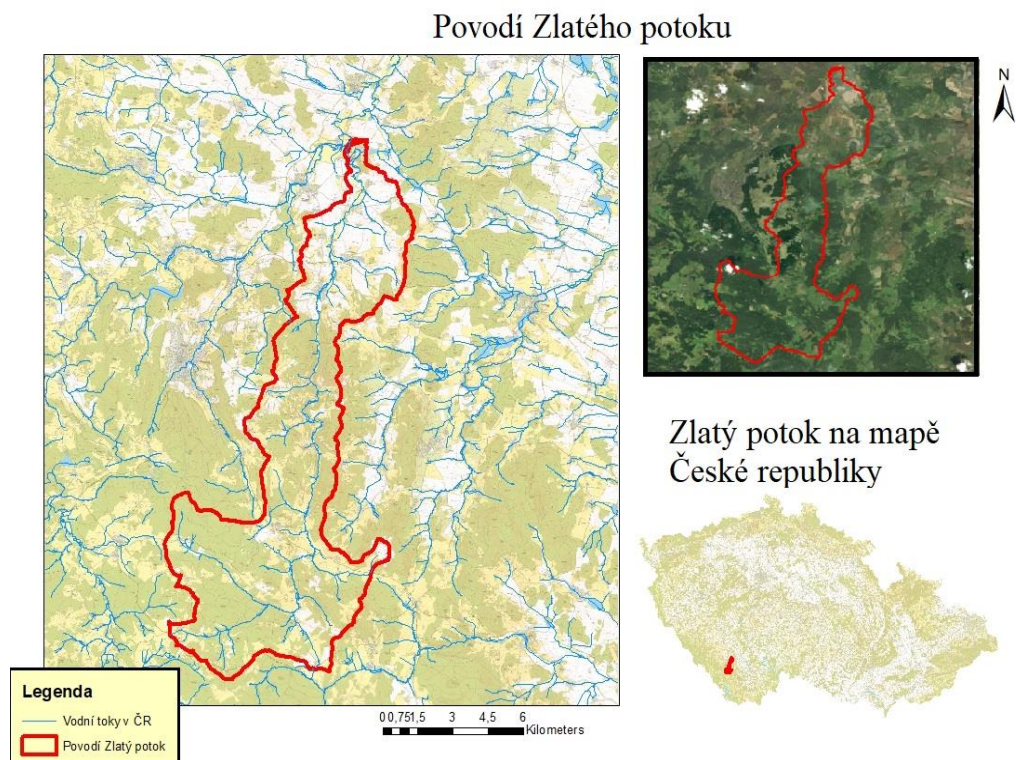 Povodí Zlatého potoku
N
Zlatý potok na mapě
České republiky
Legenda
Vodní toky v ČR
Povodí Zlatý potok
0 0,75 1,5 3 4,5 6
Kilometers